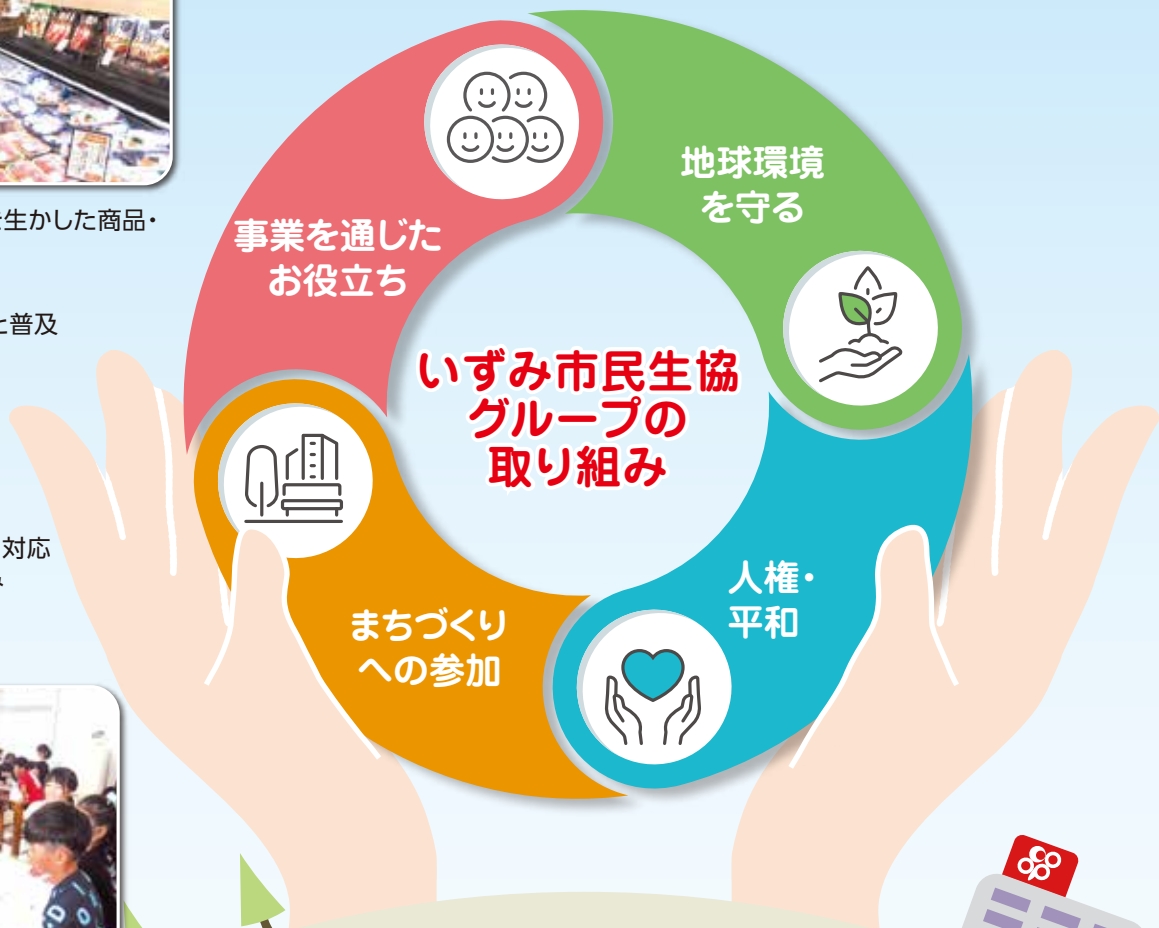 を生かした商品・
と普及
対応
事業を通じた
お役立ち
地球環境
を守る
いずみ市民生協
グループの
取り組み
人権・
平和
まちづくり
への参加